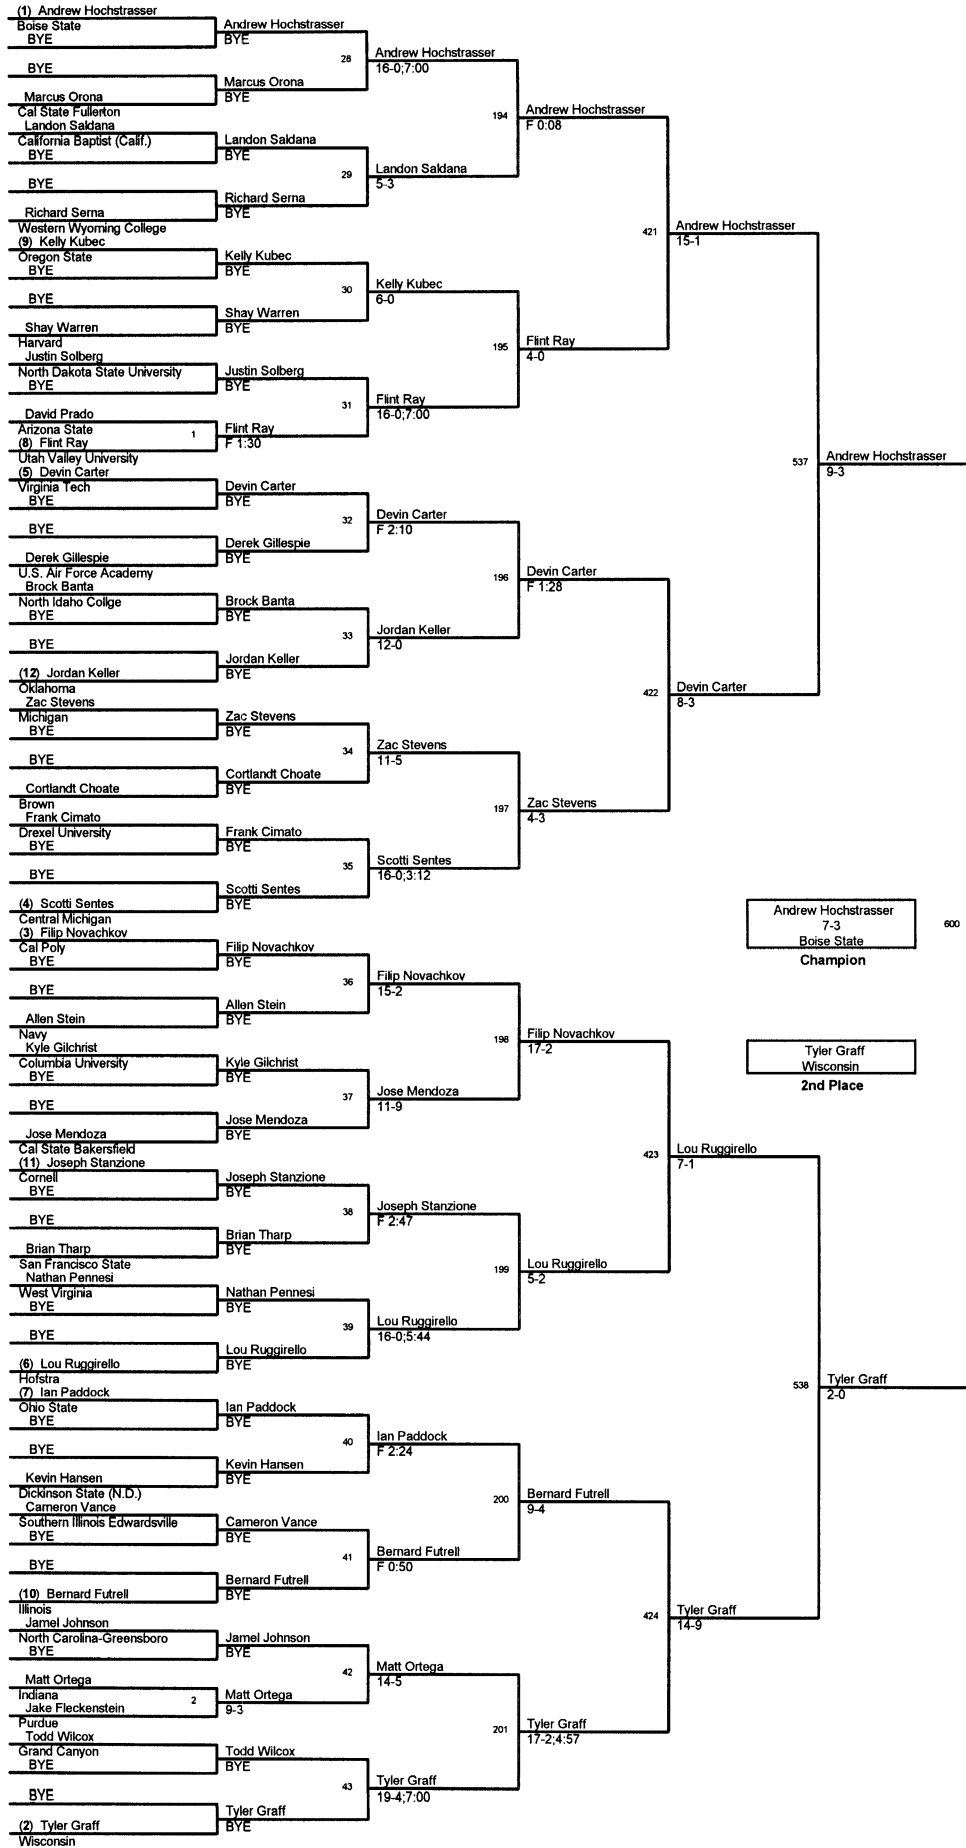 (1) Andrew Hochstrasser
Boise State
BYE
BYE
Marcus Orona
Cal State Fullerton
Landon Saldana
California Baptist (Calif.)
BYE
BYE
Richard Serna
Western Wyoming College
(9) Kelly Kubec
Oregon State
BYE
BYE
Shay Warren
Harvard
Justin Solberg
North Dakota State University
BYE
David Prado
Arizona State
(8) Flint Ray
Utah Valley University
(5) Devin Carter
Virginia Tech
BYE
BYE
Derek Gillespie
U.S. Air Force Academy
Brock Banta
North Idaho Collge
BYE
BYE
(12) Jordan Keller
Oklahoma
Zac Stevens
Michigan
BYE
BYE
Cortlandt Choate
Brown
Frank Cimato
Drexel University
BYE
BYE
(4) Scotti Sentes
Central Michigan
(3) Filip Novachkov
Cal Poly
BYE
BYE
Allen Stein
Navy
Kyle Gilchrist
Columbia University
BYE
BYE
Jose Mendoza
Cal State Bakersfield
(11) Joseph Stanzione
Cornell
BYE
BYE
Brian Tharp
San Francisco State
Nathan Pennesi
West Virginia
BYE
BYE
(6) Lou Ruggirello
Hofstra
(7) Ian Paddock
Ohio State
BYE
BYE
Kevin Hansen
Dickinson State (N.D.)
Cameron Vance
Southern Illinois Edwardsville
BYE
BYE
(10) Bernard Futrell
Illinois
Jamel Johnson
North Carolina-Greensboro
BYE
Matt Ortega
Indiana
Jake Fleckenstein
Purdue
Todd Wilcox
Grand Canyon
BYE
BYE
(2) Tyler Graff
Wisconsin
1
2
Andrew Hochstrasser
BYE
Marcus Orona
BYE
Landon Saldana
BYE
Richard Serna
BYE
Kelly Kubec
BYE
Shay Warren
BYE
Justin Solberg
BYE
Flint Ray
F 1:30
Devin Carter
BYE
Derek Gillespie
BYE
Brock Banta
BYE
Jordan Keller
BYE
Zac Stevens
BYE
Cortlandt Choate
BYE
Frank Cimato
BYE
Scotti Sentes
BYE
Filip Novachkov
BYE
Allen Stein
BYE
Kyle Gilchrist
BYE
Jose Mendoza
BYE
Joseph Stanzione
BYE
Brian Tharp
BYE
Nathan Pennesi
BYE
Lou Ruggirello
BYE
Ian Paddock
BYE
Kevin Hansen
BYE
Cameron Vance
BYE
Bernard Futrell
BYE
Jamel Johnson
BYE
Matt Ortega
9-3
Todd Wilcox
BYE
Tyler Graff
BYE
28
29
30
31
32
33
34
35
36
37
38
39
40
41
42
43
Andrew Hochstrasser
16-0;7:00
Landon Saldana
5-3
Kelly Kubec
6-0
Flint Ray
16-0;7:00
Devin Carter
F 2:10
Jordan Keller
12-0
Zac Stevens
11-5
Scotti Sentes
16-0;3:12
Filip Novachkov
15-2
Jose Mendoza
11-9
Joseph Stanzione
F 2:47
Lou Ruggirello
16-0;5:44
Ian Paddock
F 2:24
Bernard Futrell
F 0:50
Matt Ortega
14-5
Tyler Graff
19-4;7:00
194
195
196
197
198
199
200
201
Andrew Hochstrasser
F 0:08
Flint Ray
4-0
Devin Carter
F 1:28
Zac Stevens
4-3
Filip Novachkov
17-2
Lou Ruggirello
5-2
Bernard Futrell
9-4
Tyler Graff
17-2;4:57
421
422
423
424
Andrew Hochstrasser
15-1
Devin Carter
8-3
Lou Ruggirello
7-1
Tyler Graff
14-9
537
538
Andrew Hochstrasser
9-3
Tyler Graff
2-0
Andrew Hochstrasser
7-3
Boise State
Champion
600
Tyler Graff
Wisconsin
2nd Place